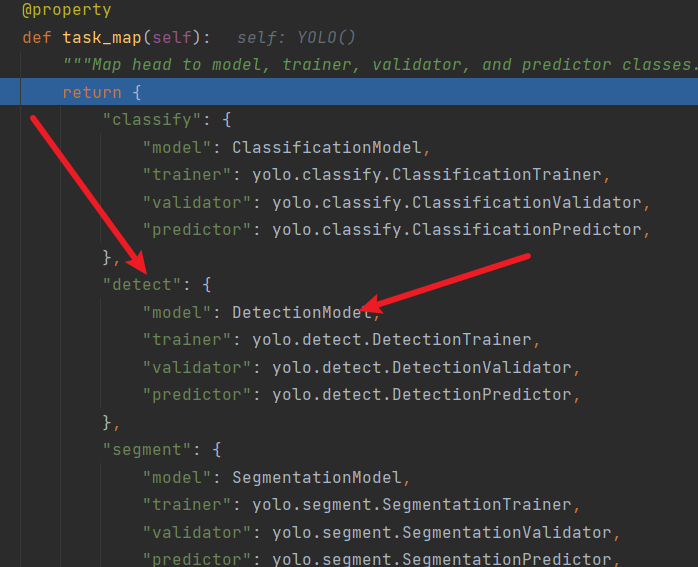 @property
def task_map(self):   self: YOLO()
    """Map head to model, trainer, validator, and predictor classes.
    return {
        "classify": {
            "model": ClassificationModel,
            "trainer": yolo.classify.ClassificationTrainer,
            "validator": yolo.classify.ClassificationValidator,
            "predictor": yolo.classify.ClassificationPredictor,
        },
        "detect": {
            "model": DetectionModel,
            "trainer": yolo.detect.DetectionTrainer,
            "validator": yolo.detect.DetectionValidator,
            "predictor": yolo.detect.DetectionPredictor,
        },
        "segment": {
            "model": SegmentationModel,
            "trainer": yolo.segment.SegmentationTrainer,
            "validator": yolo.segment.SegmentationValidator,
            "predictor": yolo.segment.SegmentationPredictor,